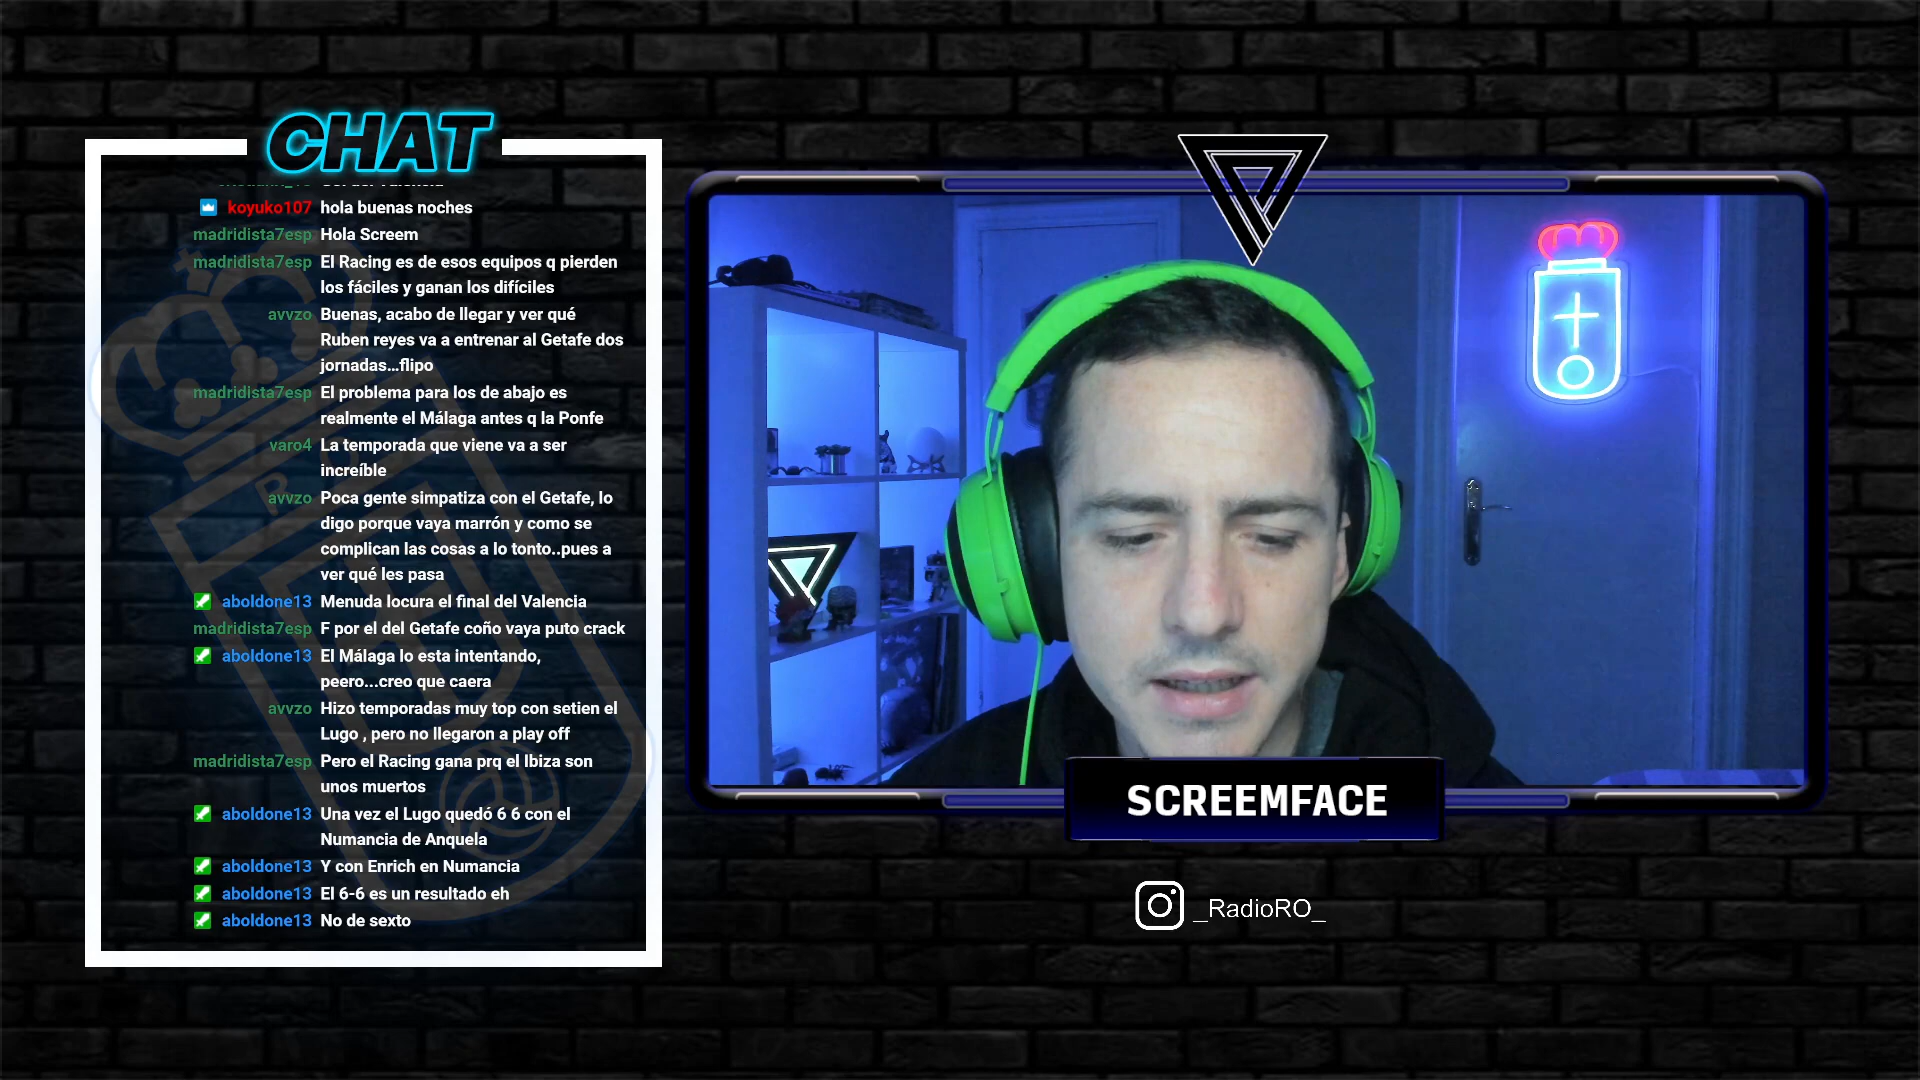 CHAT
koyuko107 hola buenas noches
madridista7esp Hola Screem
madridista7esp El Racing es de esos equipos q pierden
los fáciles y ganan los difíciles
avvzo Buenas, acabo de llegar y ver qué
Ruben reyes va a entrenar al Getafe dos
jornadas...flipo
madridista7esp El problema para los de abajo es
realmente el Málaga antes q la Ponfe
varo4 La temporada que viene va a ser
increíble
avvzo Poca gente simpatiza con el Getafe, lo
digo porque vaya marrón y como se
complican las cosas a lo tonto..pues a
ver qué les pasa
aboldone13 Menuda locura el final del Valencia
madridista7esp F por el del Getafe coño vaya puto crack
aboldone13 El Málaga lo esta intentando,
peero...creo que caera
avvzo Hizo temporadas muy top con setien el
Lugo , pero no llegaron a play off
madridista7esp Pero el Racing gana prq el Ibiza son
unos muertos
aboldone13 Una vez el Lugo quedó 6 6 con el
Numancia de Anquela
aboldone13 Y con Enrich en Numancia
aboldone13 El 6-6 es un resultado eh
aboldone13 No de sexto
SCREEMFACE
_RadioRO_